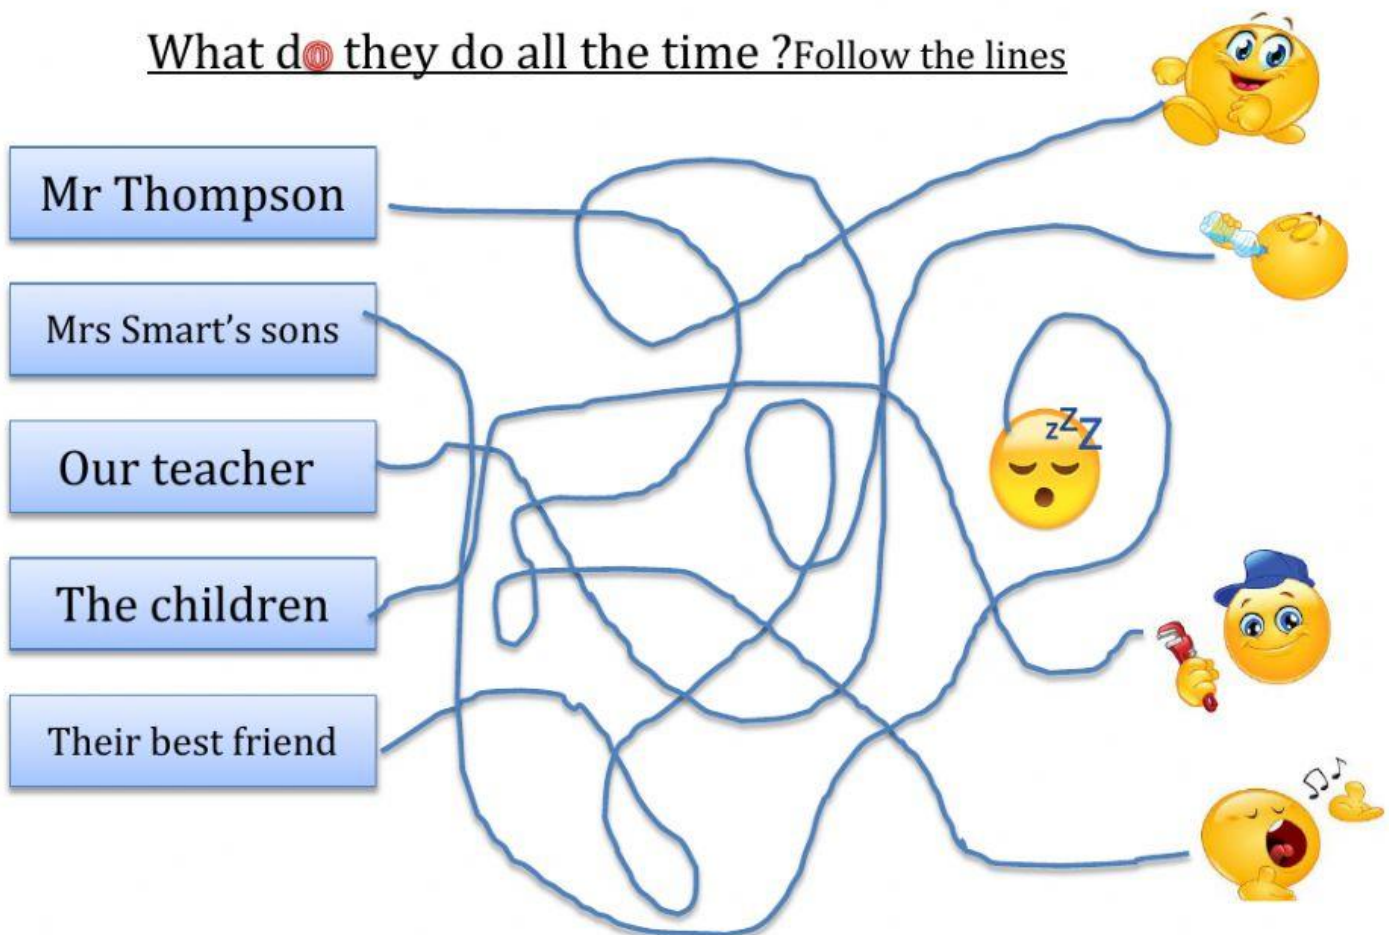 What do they do all the time ?Follow the lines
Mr Thompson
Mrs Smart’s sons
Our teacher
zZZ
The children
Their best friend